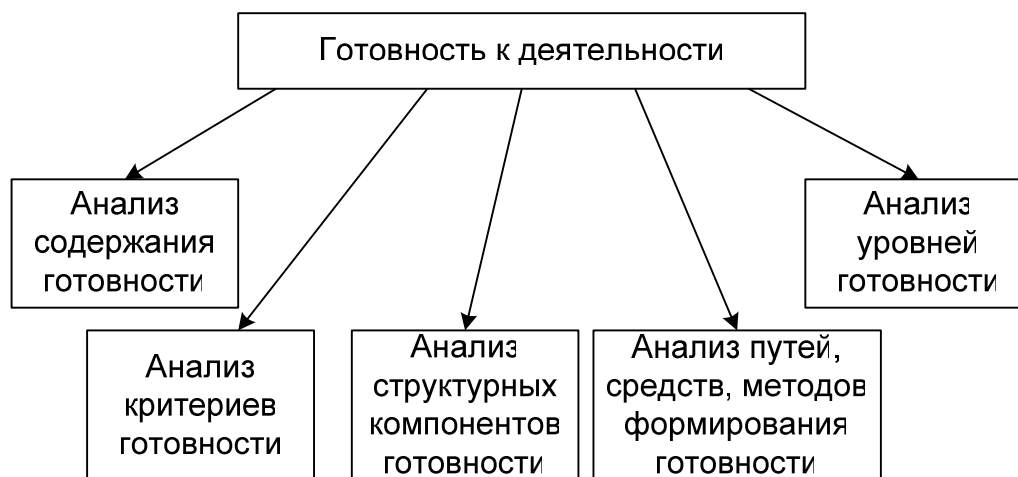 Готовность к деятельности
Анализ
содержания
готовности
Анализ
уровней
готовности
Анализ
критериев
готовности
Анализ
структурных
компонентов
готовности
Анализ путей,
средств, методов
формирования
готовности